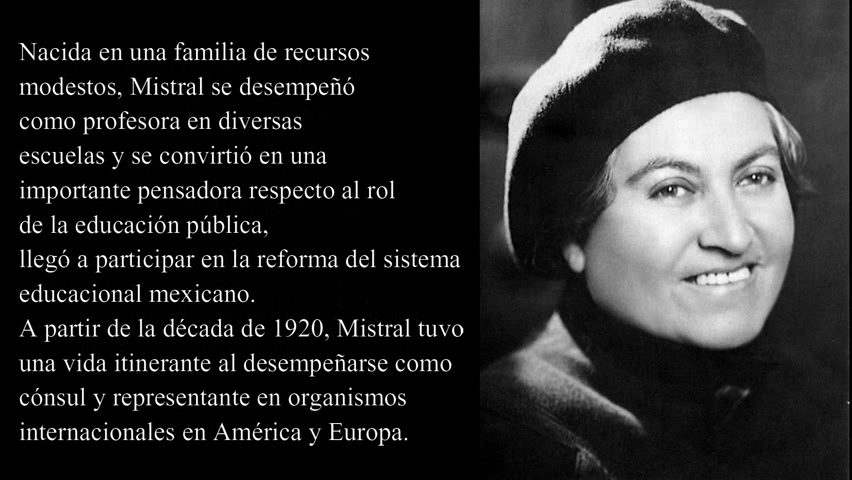 Nacida en una familia de recursos
modestos, Mistral se desempeñó
como profesora en diversas
escuelas y se convirtió en una
importante pensadora respecto al rol
de la educación pública,
llegó a participar en la reforma del sistema
educacional mexicano.
A partir de la década de 1920, Mistral tuvo
una vida itinerante al desempeñarse como
cónsul y representante en organismos
internacionales en América y Europa.